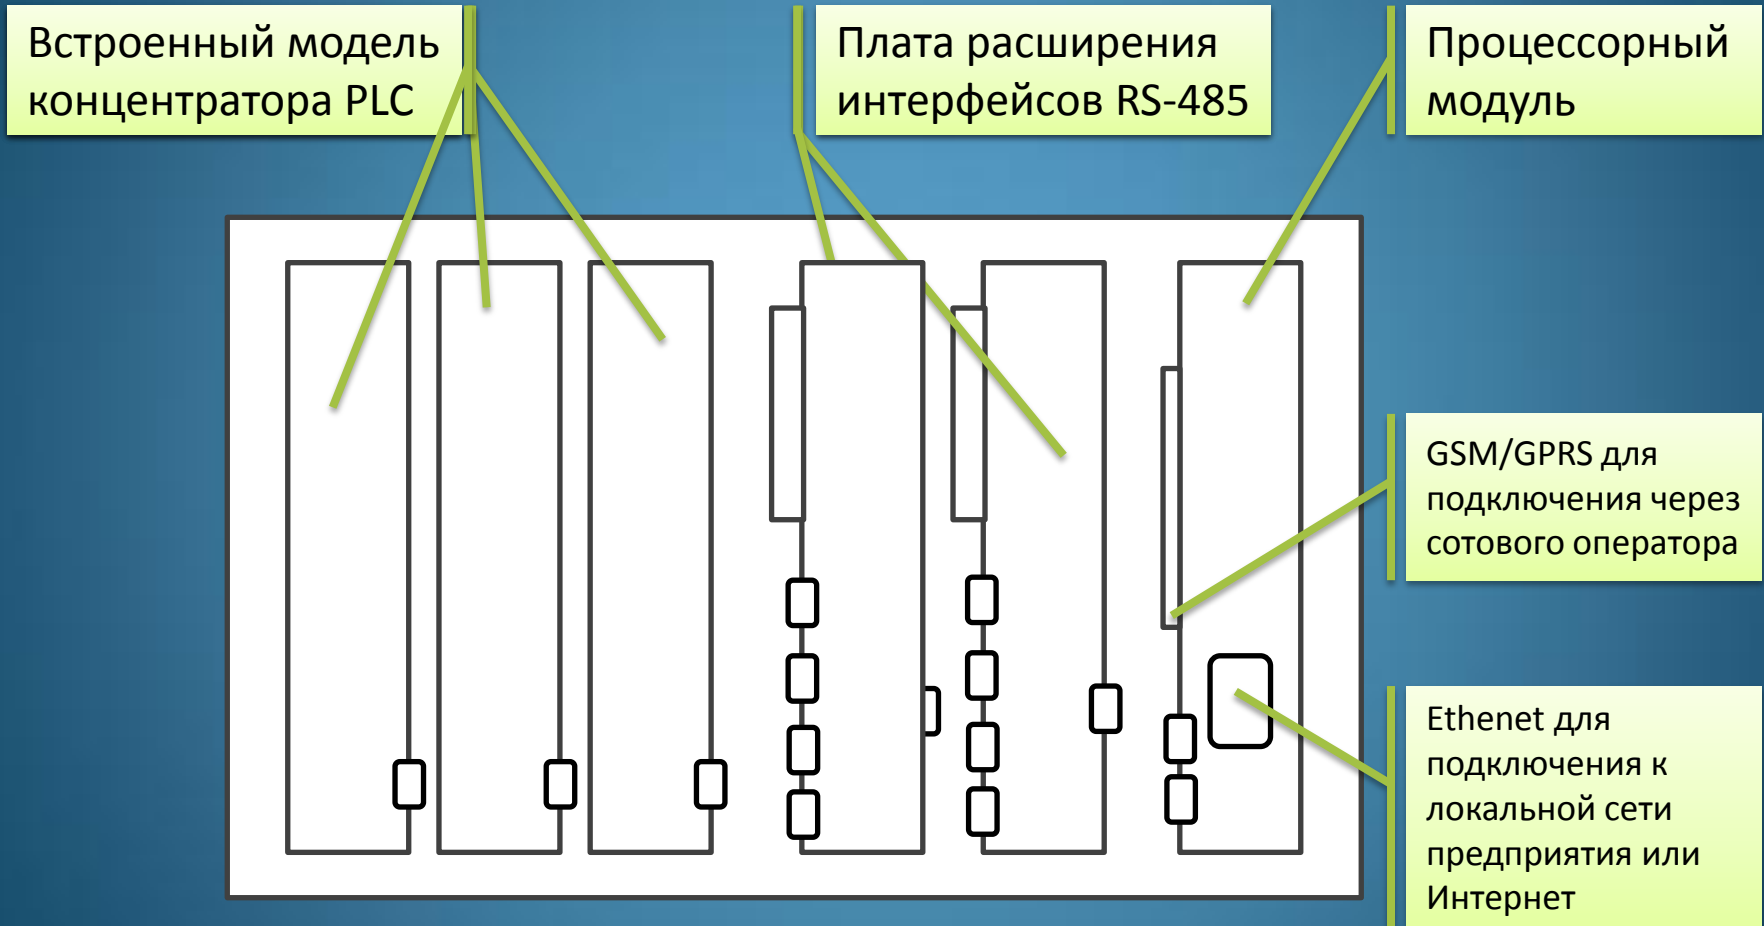 Встроенный модель
концентратора PLC
Плата расширения
интерфейсов RS-485
Процессорный
модуль
GSM/GPRS для
подключения через
сотового оператора
Ethenet для
подключения к
локальной сети
предприятия или
Интернет